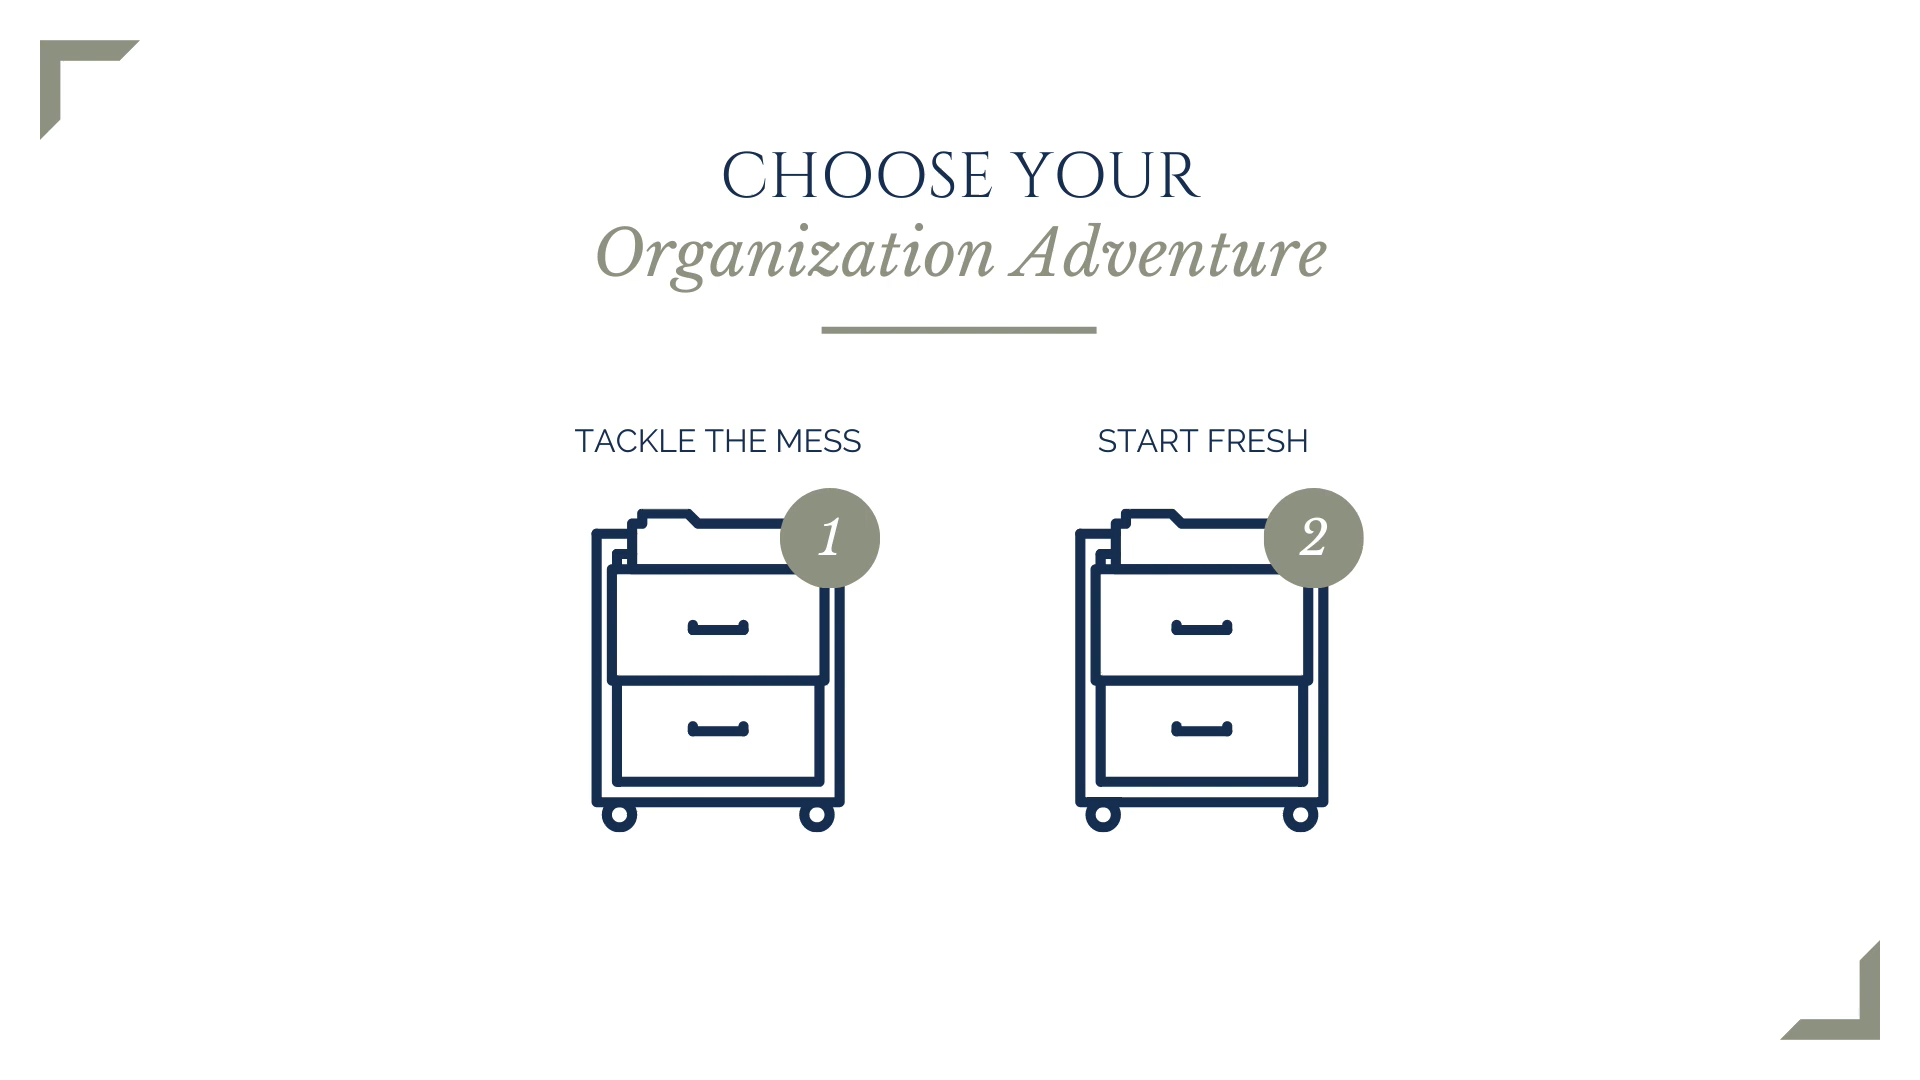 CHOOSE YOUR
Organization Adventure
TACKLE THE MESS
START FRESH
1
2